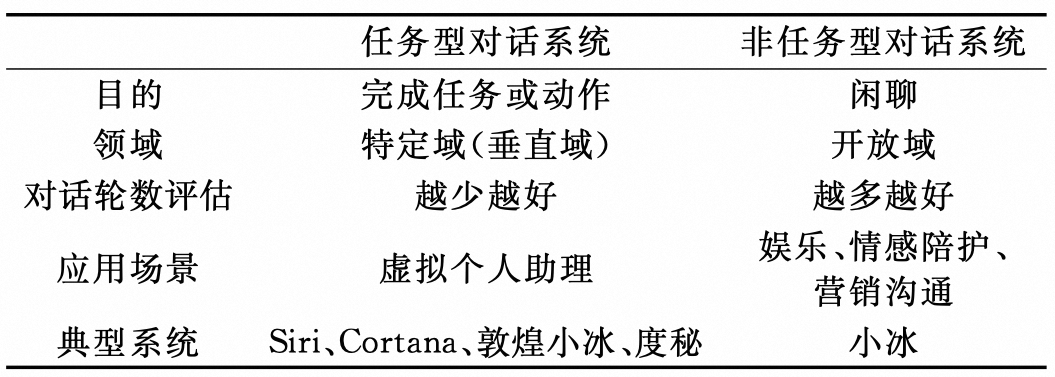 任务型对话系统 非任务型对话系统
目的 完成任务或动作 闲聊
领域 特定域(垂直域) 开放域
对话轮数评估 越少越好 越多越好
应用场景 虚拟个人助理 娱乐、情感陪护、
营销沟通
典型系统 Siri、Cortana、敦煌小冰、度秘 小冰